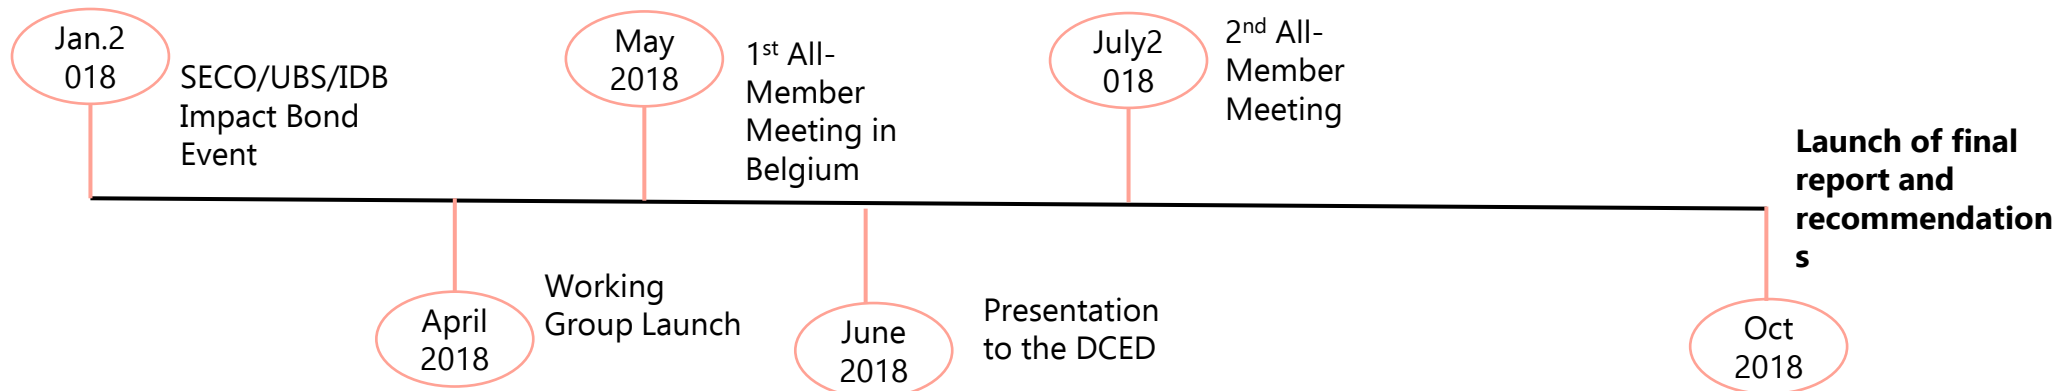 Jan.2
018
SECO/UBS/IDB
Impact Bond
Event
May
2018
1st All-
Member
Meeting in
Belgium
July2
018
2nd All-
Member
Meeting
Launch of final
report and
recommendation
s
April
2018
Working
Group Launch
June
2018
Presentation
to the DCED
Oct
2018